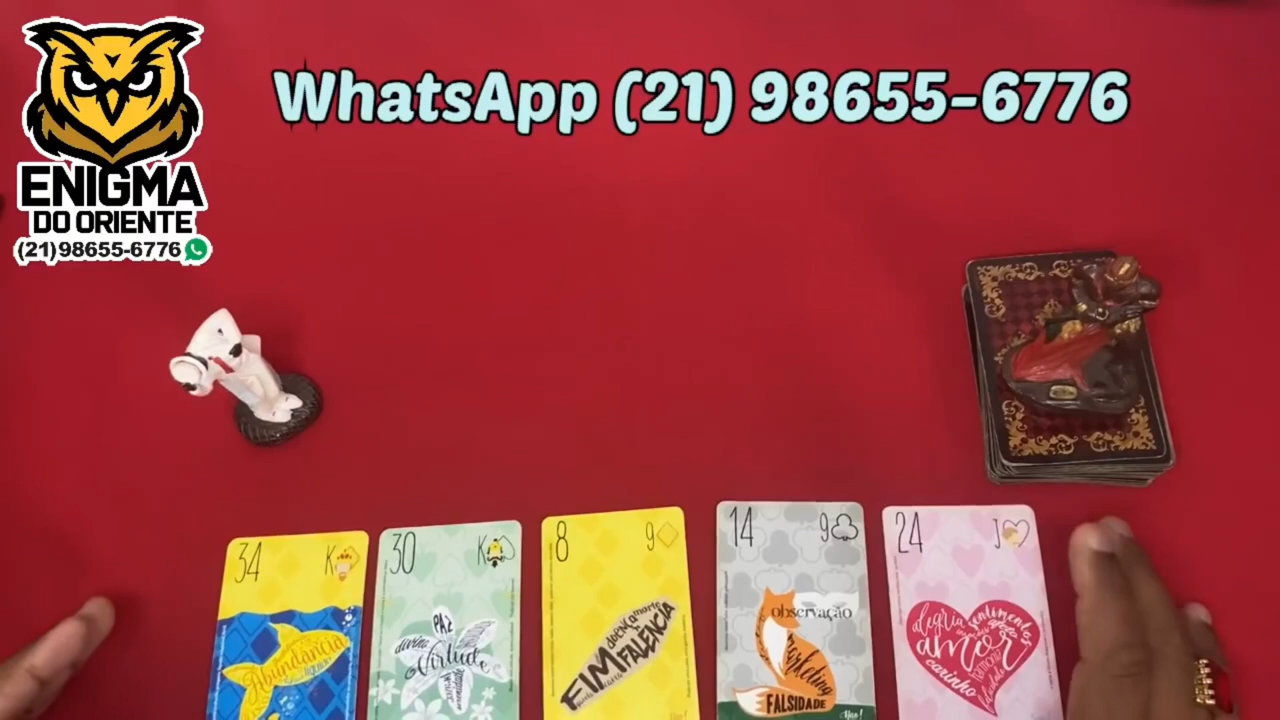 WhatsApp (21) 98655-6776
ENIGMA
DO ORIENTE
(21)98655-6776
34 K
Abundância
30 K
PAZ
divina
Virtude
8 9
morte
doença
FIM FALÊNCIA
14 9
observação
marketing
FALSIDADE
24 J
alegria sentimento
amor
carinho